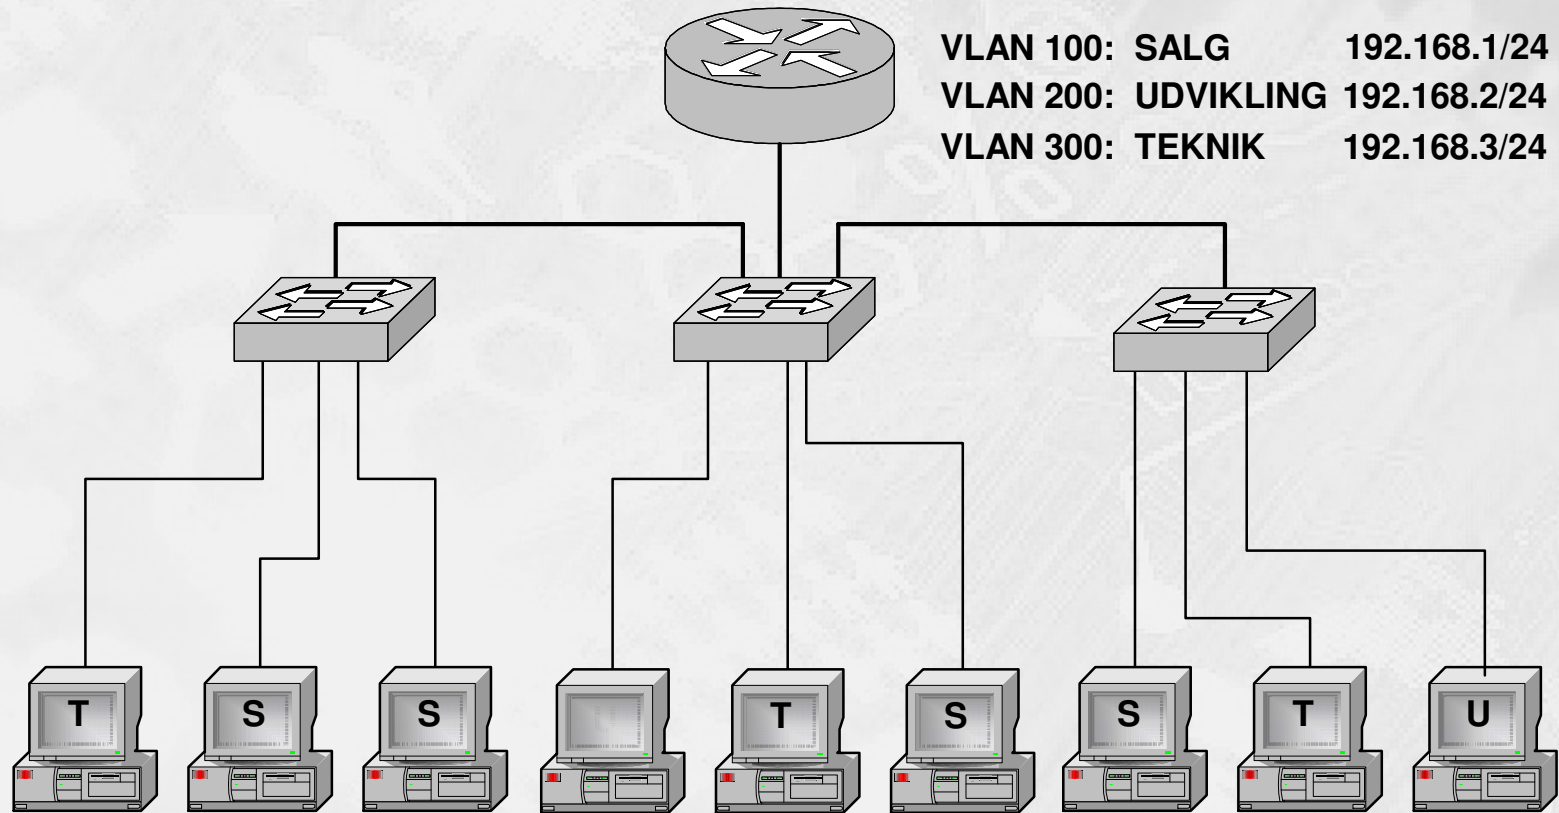 VLAN 100: SALG 192.168.1/24
VLAN 200: UDVIKLING 192.168.2/24
VLAN 300: TEKNIK 192.168.3/24
T S S T S S T U